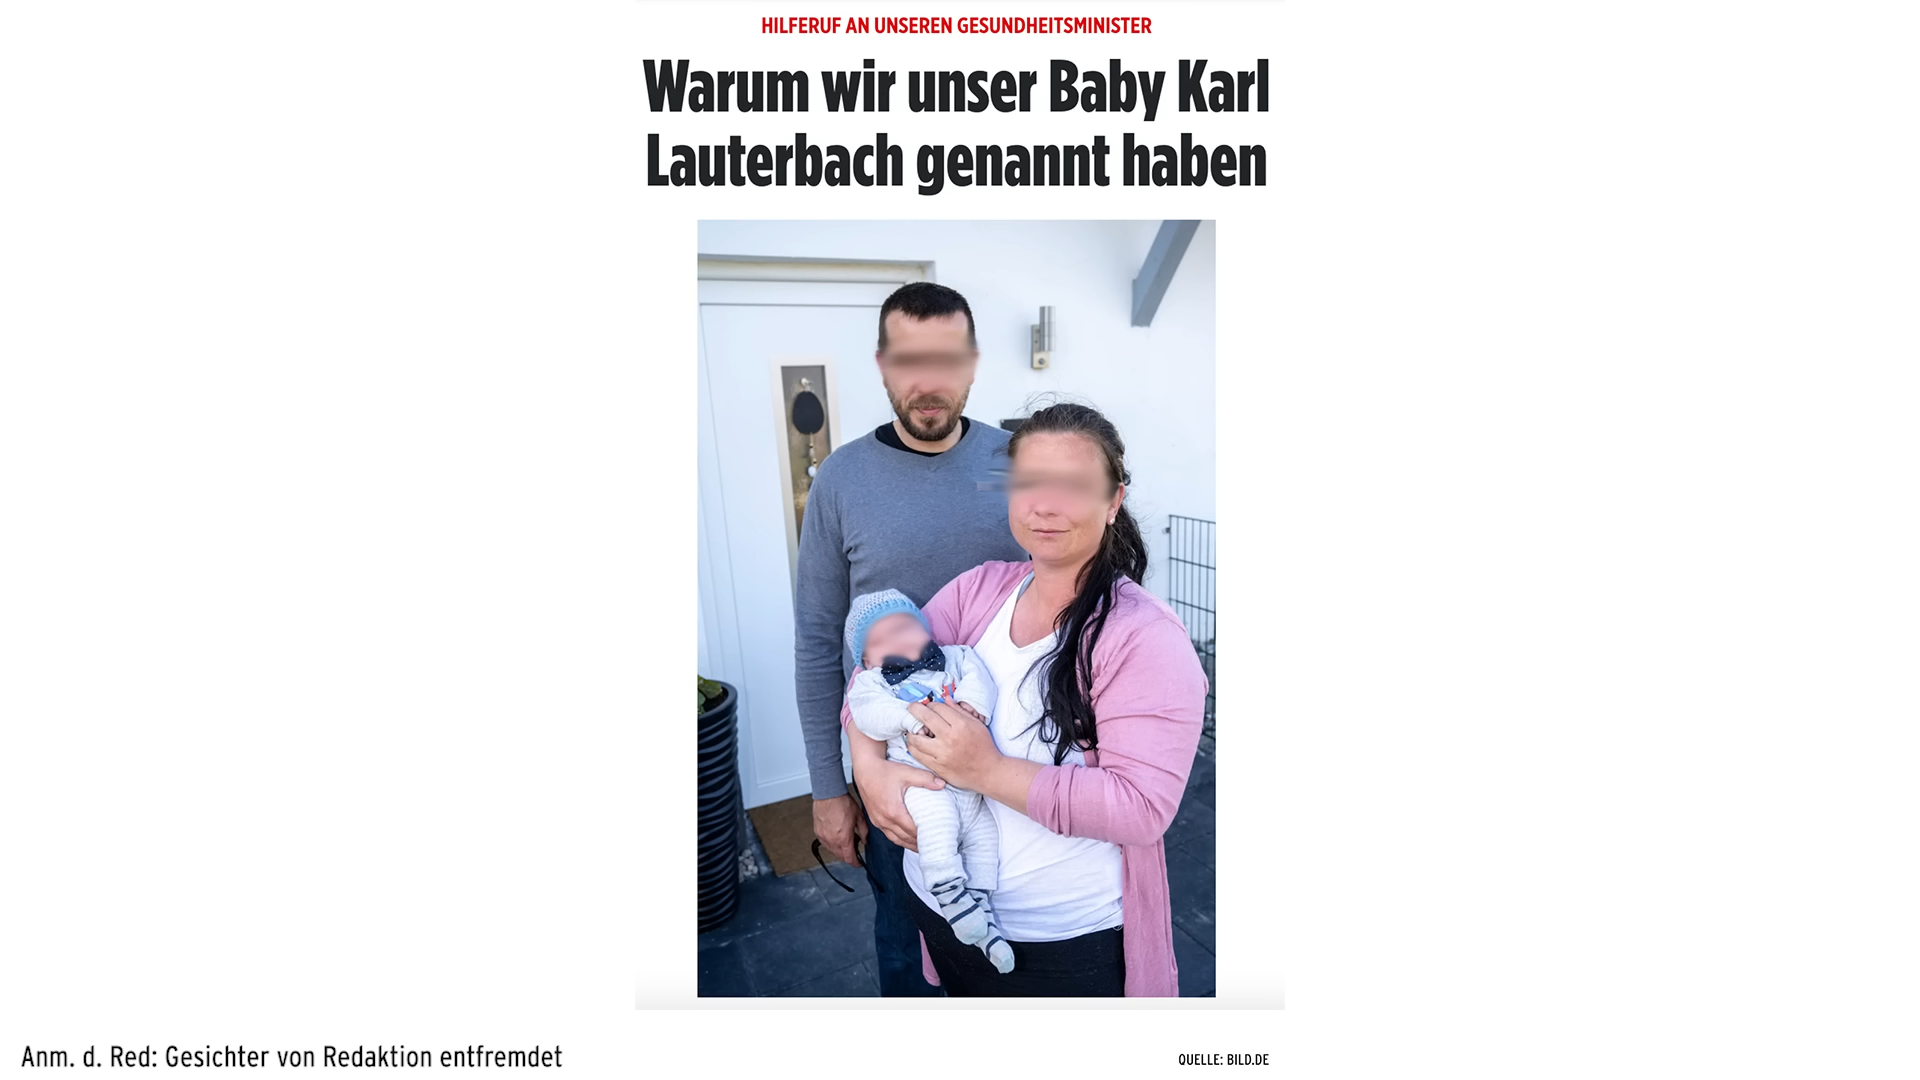 HILFERUF AN UNSEREN GESUNDHEITSMINISTER
Warum wir unser Baby Karl
Lauterbach genannt haben
Anm. d. Red: Gesichter von Redaktion entfremdet
QUELLE: BILD.DE